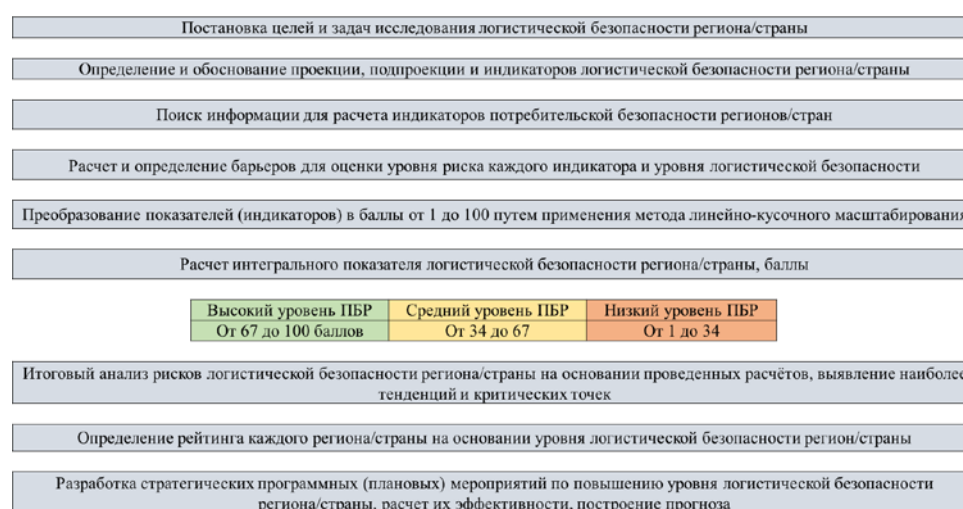 Постановка целей и задач исследования логистической безопасности региона/страны
Определение и обоснование проекции, подпроекции и индикаторов логистической безопасности региона/страны
Поиск информации для расчета индикаторов потребительской безопасности регионов/стран
Расчет и определение барьеров для оценки уровня риска каждого индикатора и уровня логистической безопасности
Преобразование показателей (индикаторов) в баллы от 1 до 100 путем применения метода линейно-кусочного масштабирования
Расчет интегрального показателя логистической безопасности региона/страны, баллы
Высокий уровень ПБР Средний уровень ПБР Низкий уровень ПБР
От 67 до 100 баллов От 34 до 67 От 1 до 34
Итоговый анализ рисков логистической безопасности региона/страны на основании проведенных расчётов, выявление наиболее
тенденций и критических точек
Определение рейтинга каждого региона/страны на основании уровня логистической безопасности регион/страны
Разработка стратегических программных (плановых) мероприятий по повышению уровня логистической безопасности
региона/страны, расчет их эффективности, построение прогноза